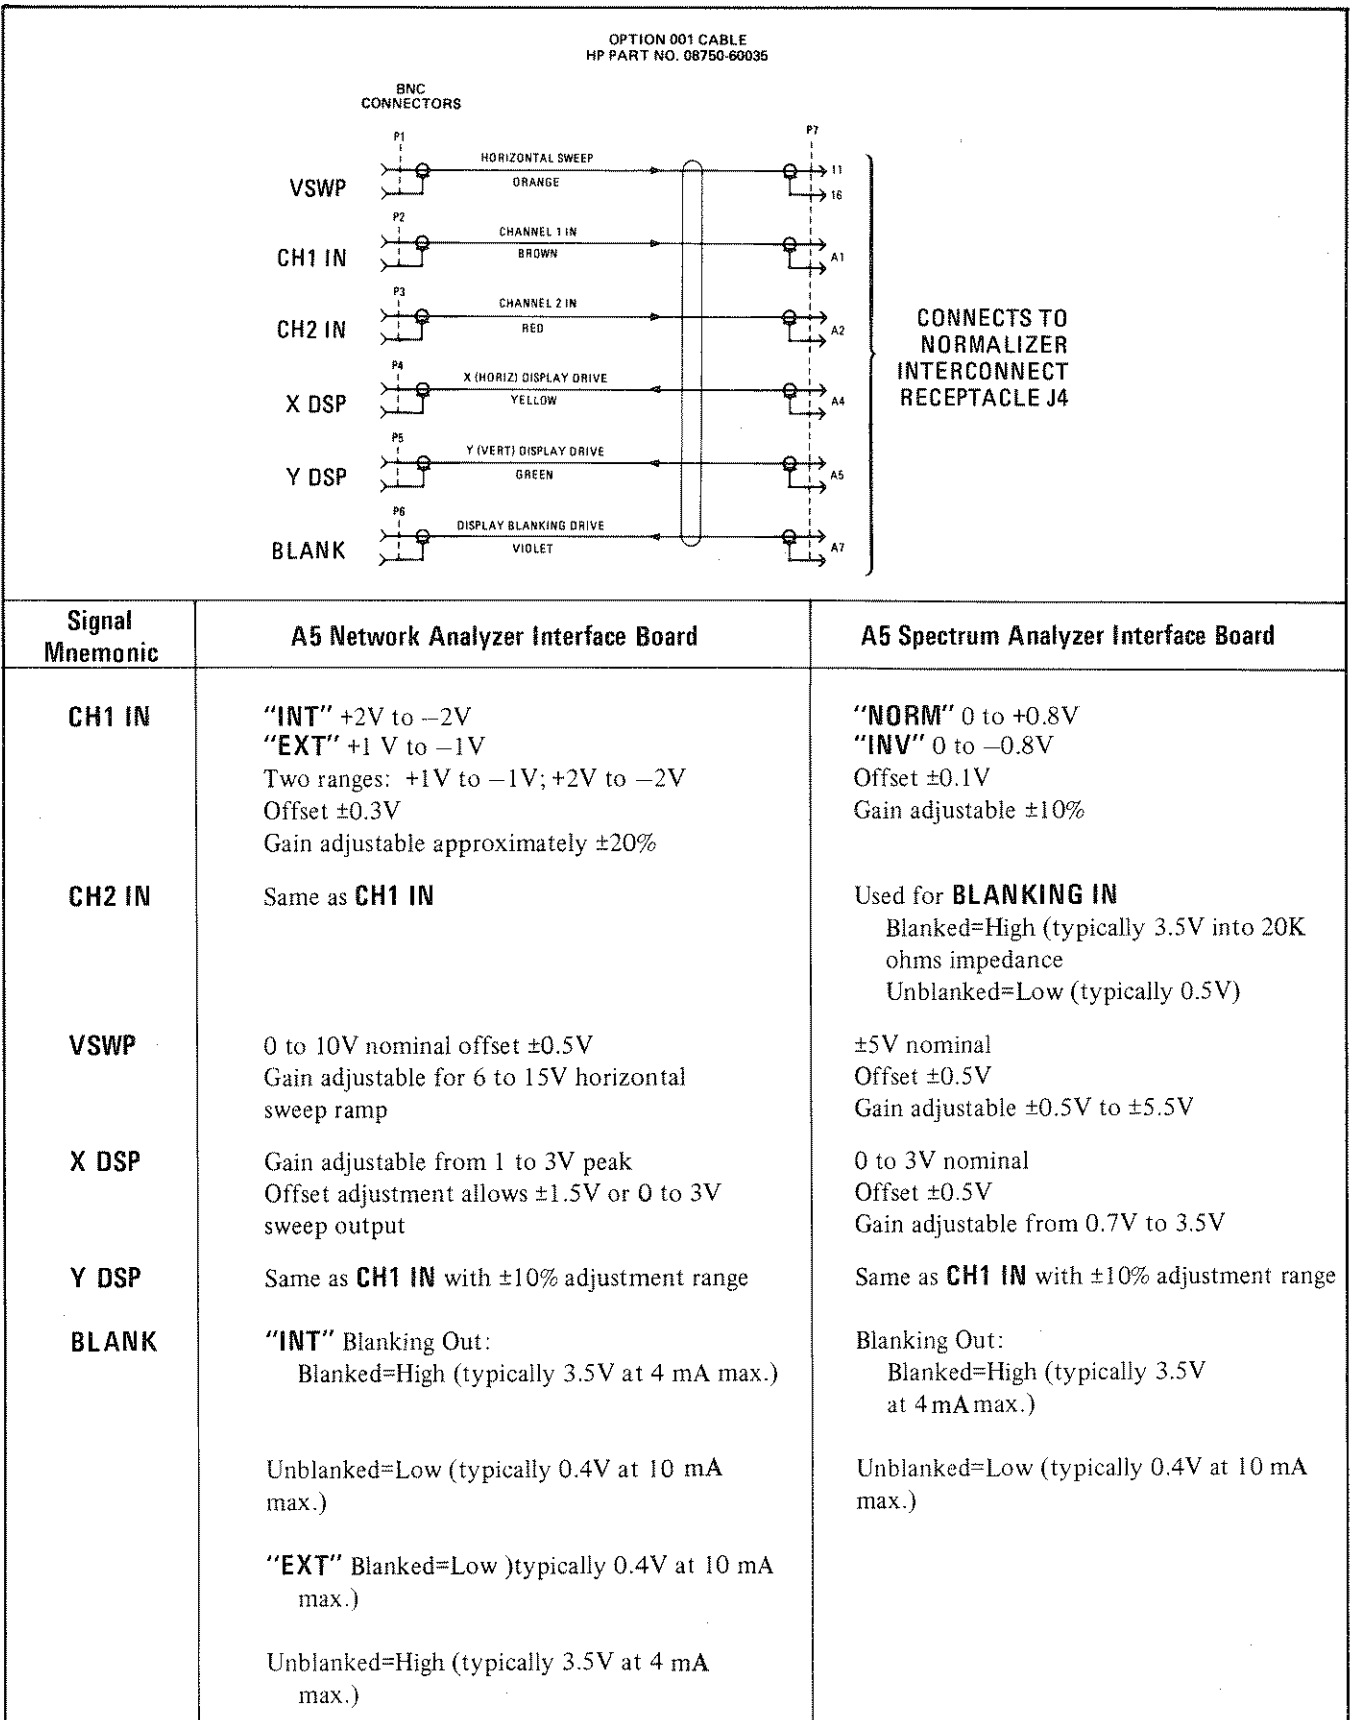 OPTION 001 CABLE
HP PART NO. 08750-60035
BNC
CONNECTORS
P1
P7
HORIZONTAL SWEEP
11
VSWP
ORANGE
16
P2
CHANNEL 1 IN
CH1 IN
BROWN
A1
P3
CHANNEL 2 IN
CH2 IN
RED
A2
CONNECTS TO
NORMALIZER
INTERCONNECT
RECEPTACLE J4
P4
X (HORIZ) DISPLAY DRIVE
X DSP
YELLOW
A4
P5
Y (VERT) DISPLAY DRIVE
Y DSP
GREEN
A5
P6
DISPLAY BLANKING DRIVE
BLANK
VIOLET
A7
Signal
Mnemonic
A5 Network Analyzer Interface Board
A5 Spectrum Analyzer Interface Board
CH1 IN
"INT" +2V to −2V
"EXT" +1 V to −1V
Two ranges: +1V to −1V; +2V to −2V
Offset ±0.3V
Gain adjustable approximately ±20%
"NORM" 0 to +0.8V
"INV" 0 to −0.8V
Offset ±0.1V
Gain adjustable ±10%
CH2 IN
Same as CH1 IN
Used for BLANKING IN
Blanked=High (typically 3.5V into 20K
ohms impedance
Unblanked=Low (typically 0.5V)
VSWP
0 to 10V nominal offset ±0.5V
Gain adjustable for 6 to 15V horizontal
sweep ramp
±5V nominal
Offset ±0.5V
Gain adjustable ±0.5V to ±5.5V
X DSP
Gain adjustable from 1 to 3V peak
Offset adjustment allows ±1.5V or 0 to 3V
sweep output
0 to 3V nominal
Offset ±0.5V
Gain adjustable from 0.7V to 3.5V
Y DSP
Same as CH1 IN with ±10% adjustment range
Same as CH1 IN with ±10% adjustment range
BLANK
"INT" Blanking Out:
Blanked=High (typically 3.5V at 4 mA max.)
Unblanked=Low (typically 0.4V at 10 mA
max.)
"EXT" Blanked=Low )typically 0.4V at 10 mA
max.)
Unblanked=High (typically 3.5V at 4 mA
max.)
Blanking Out:
Blanked=High (typically 3.5V
at 4 mA max.)
Unblanked=Low (typically 0.4V at 10 mA
max.)